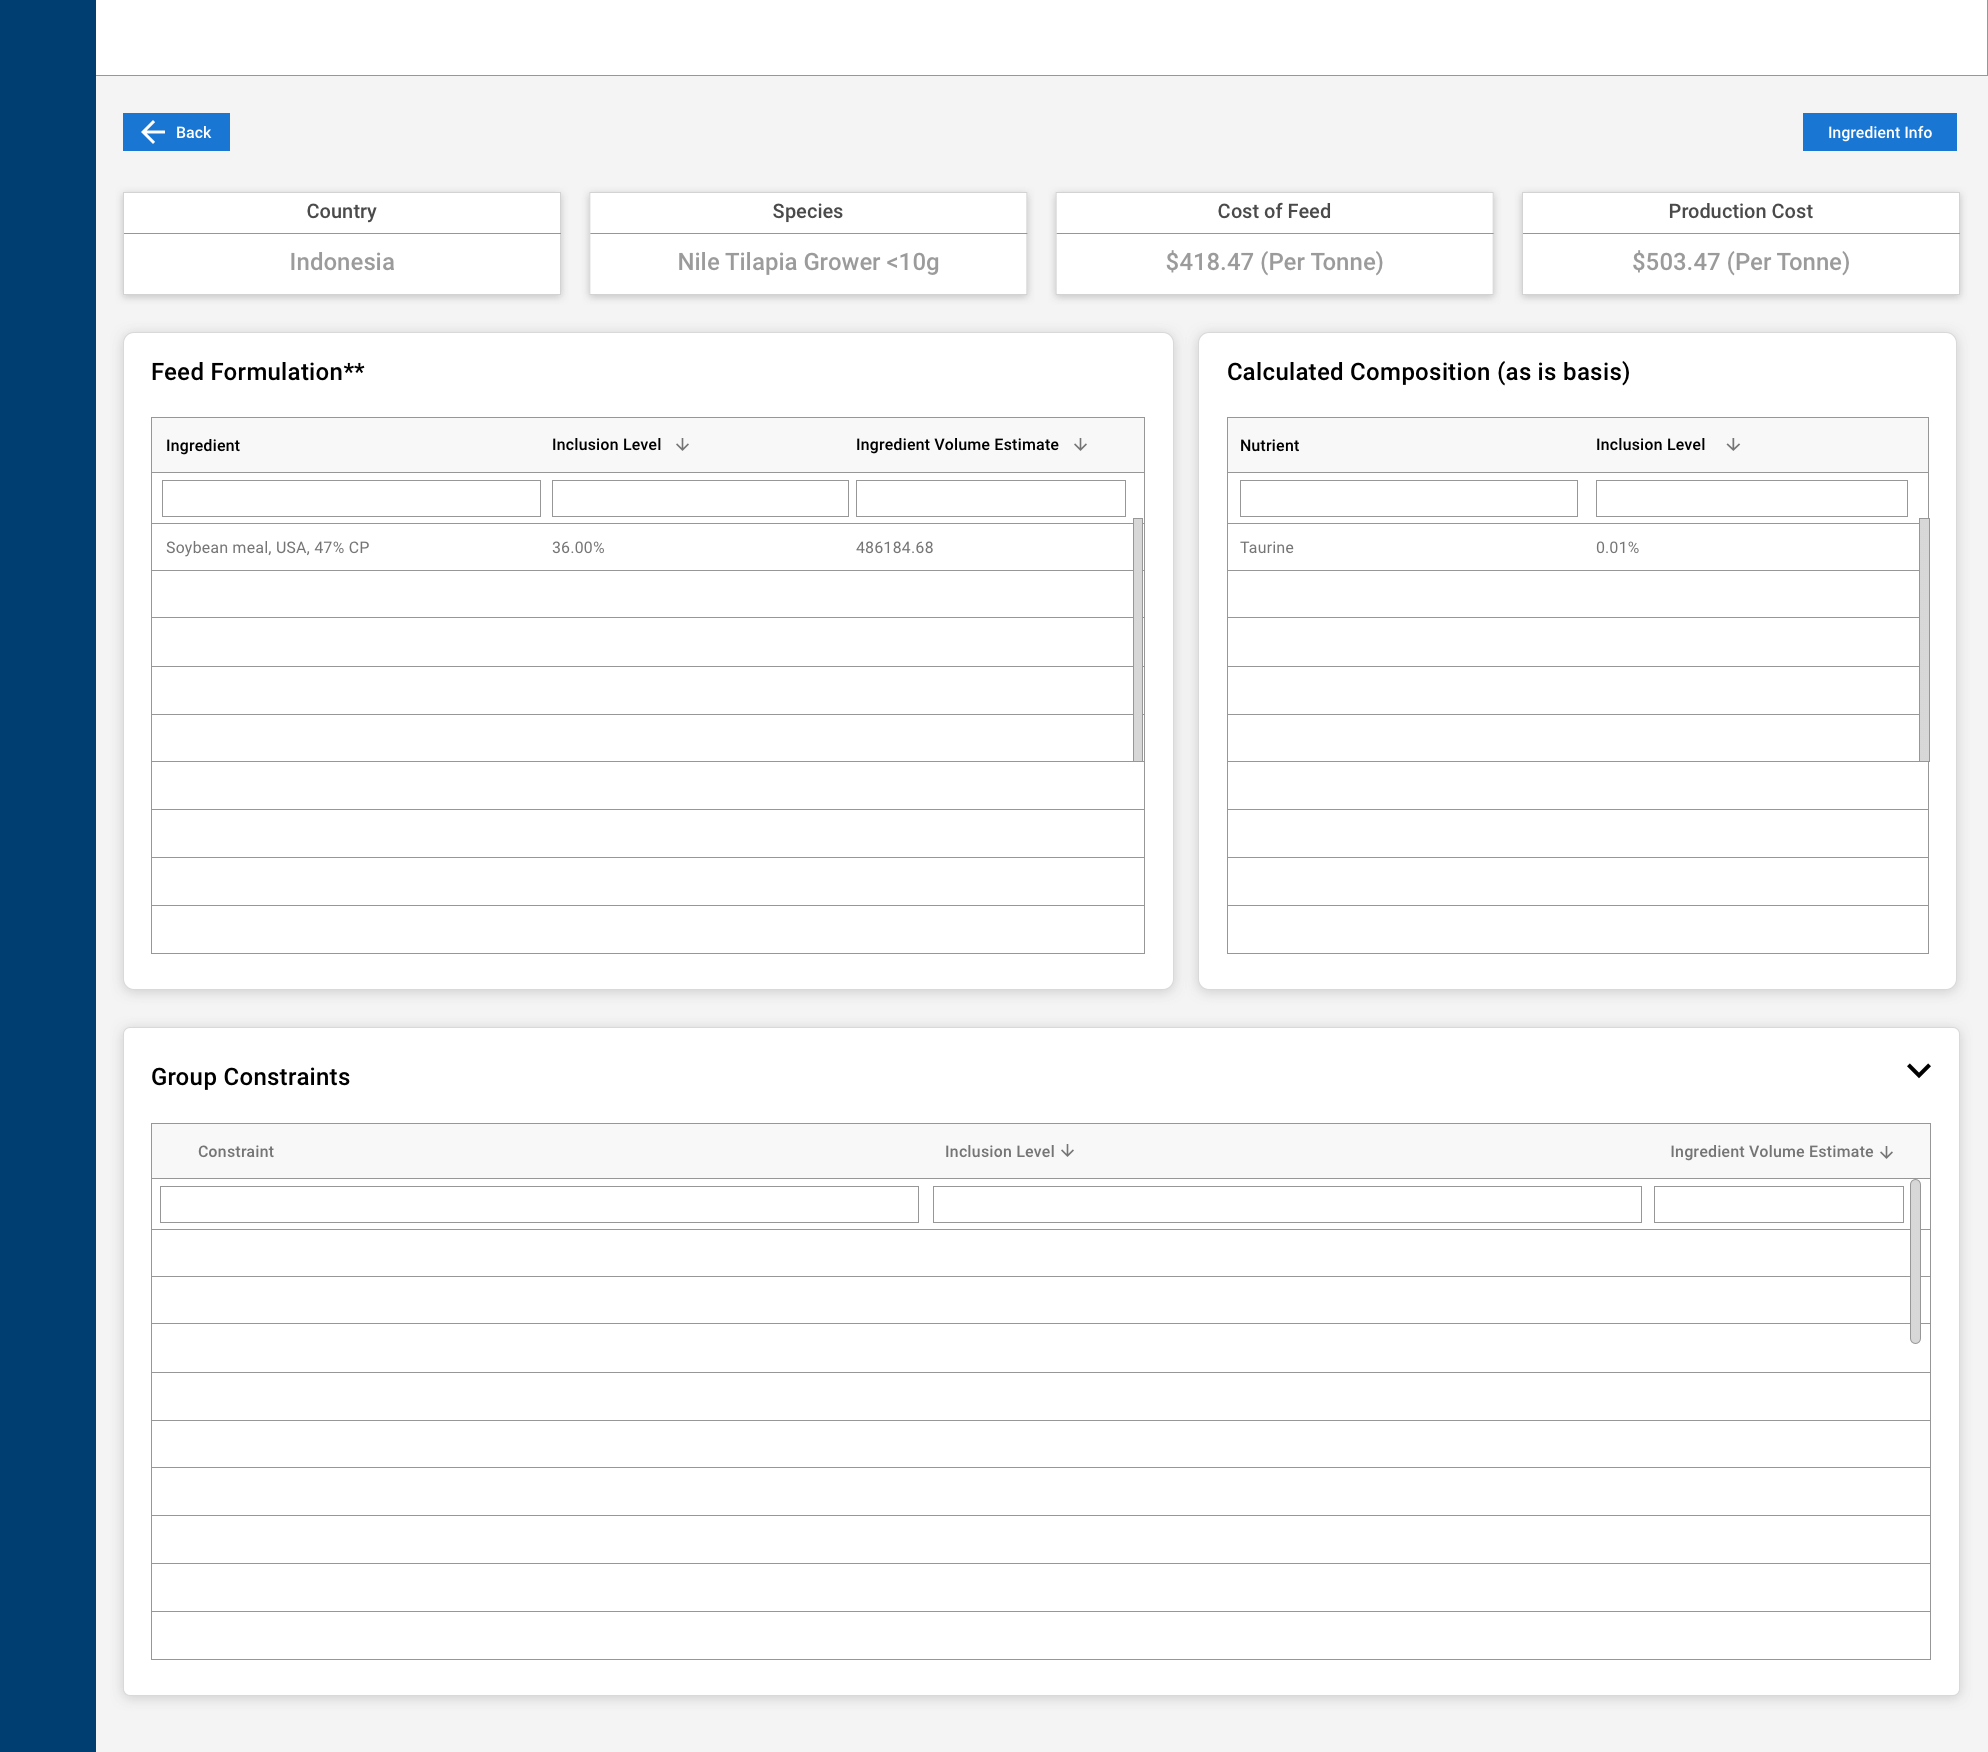 Back
Ingredient Info
Country
Indonesia
Species
Nile Tilapia Grower <10g
Cost of Feed
$418.47 (Per Tonne)
Production Cost
$503.47 (Per Tonne)
Feed Formulation**
Ingredient
Inclusion Level
Ingredient Volume Estimate
Soybean meal, USA, 47% CP
36.00%
486184.68
Calculated Composition (as is basis)
Nutrient
Inclusion Level
Taurine
0.01%
Group Constraints
Constraint
Inclusion Level
Ingredient Volume Estimate